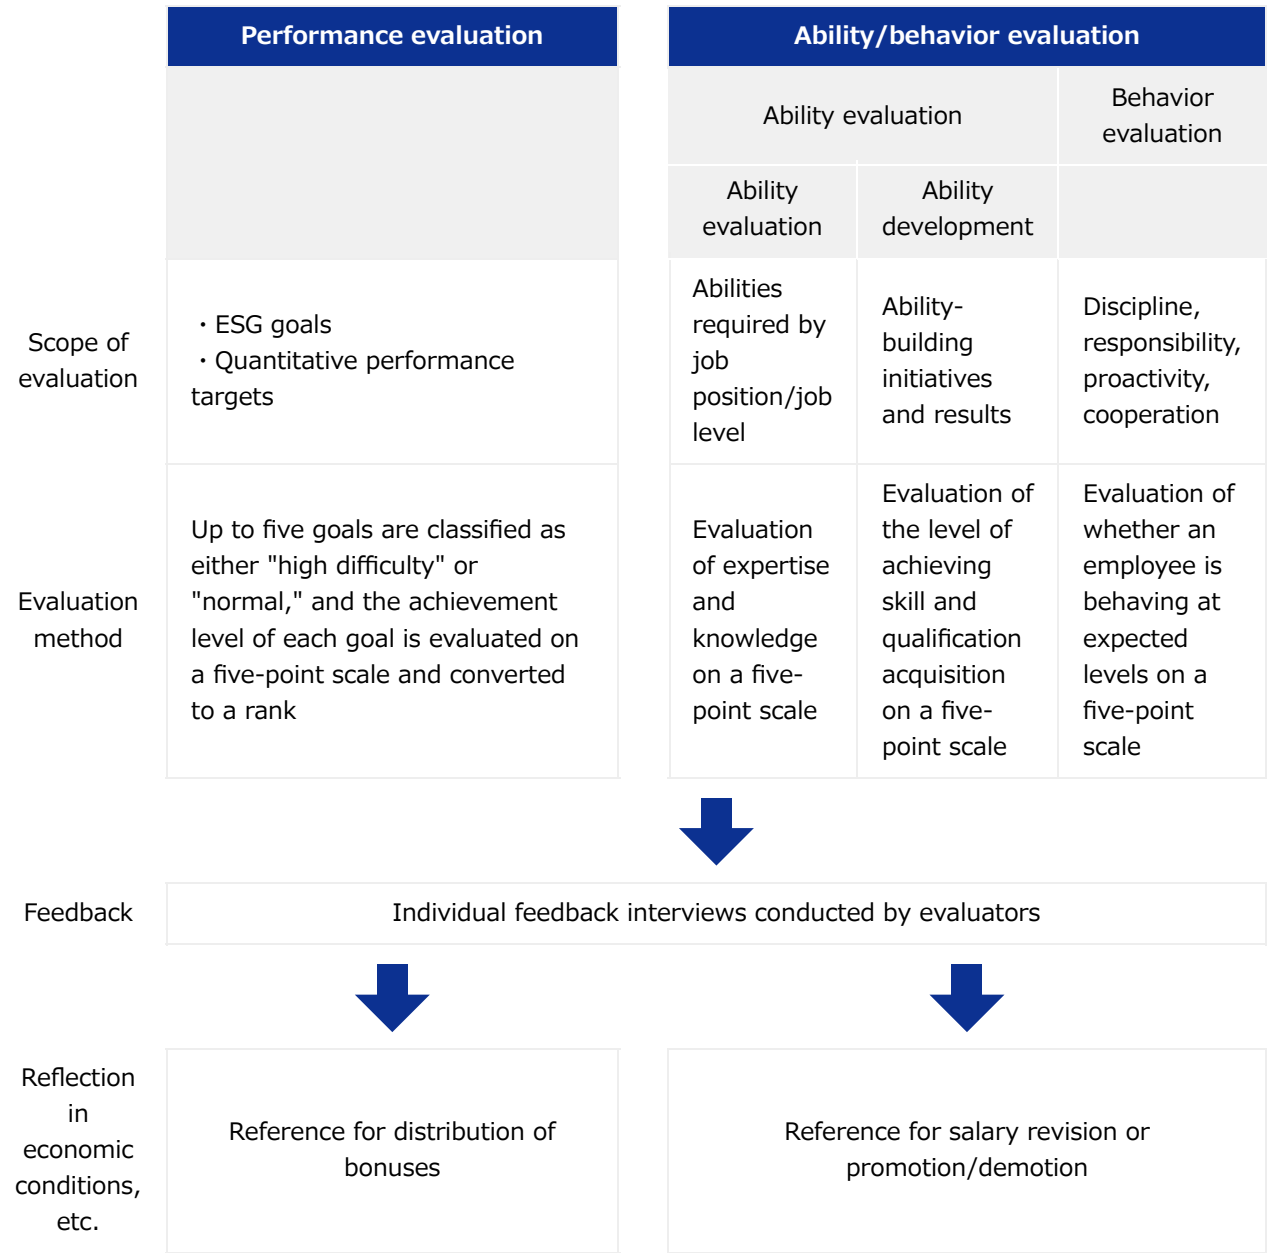 Performance evaluation
Ability/behavior evaluation
Ability evaluation
Behavior
evaluation
Ability
evaluation
Ability
development
Scope of
evaluation
・ESG goals
・Quantitative performance
targets
Abilities
required by
job
position/job
level
Ability-
building
initiatives
and results
Discipline,
responsibility,
proactivity,
cooperation
Evaluation
method
Up to five goals are classified as
either "high difficulty" or
"normal," and the achievement
level of each goal is evaluated on
a five-point scale and converted
to a rank
Evaluation
of expertise
and
knowledge
on a five-
point scale
Evaluation of
the level of
achieving
skill and
qualification
acquisition
on a five-
point scale
Evaluation of
whether an
employee is
behaving at
expected
levels on a
five-point
scale
Feedback
Individual feedback interviews conducted by evaluators
Reflection
in
economic
conditions,
etc.
Reference for distribution of
bonuses
Reference for salary revision or
promotion/demotion